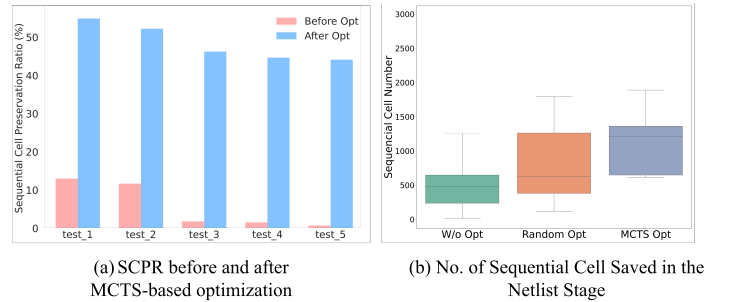 Sequential Cell Preservation Ratio (%)
50
40
30
20
10
0
Before Opt
After Opt
test_1 test_2 test_3 test_4 test_5
(a) SCPR before and after
MCTS-based optimization
Sequencial Cell Number
3000
2500
2000
1500
1000
500
0
W/o Opt Random Opt MCTS Opt
(b) No. of Sequential Cell Saved in the
Netlist Stage